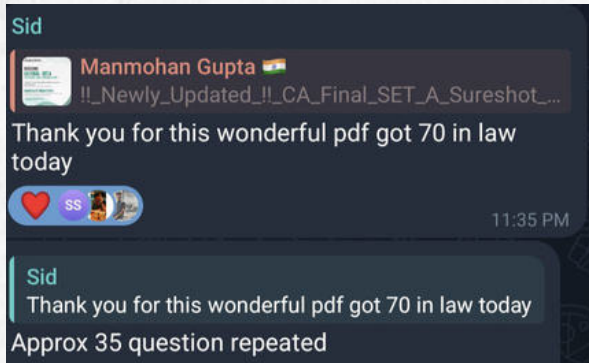 Sid
Manmohan Gupta 🇮🇳
!!_Newly_Updated_!!_CA_Final_SET_A_Sureshot_...
Thank you for this wonderful pdf got 70 in law
today
❤️ SS
11:35 PM
Sid
Thank you for this wonderful pdf got 70 in law today
Approx 35 question repeated